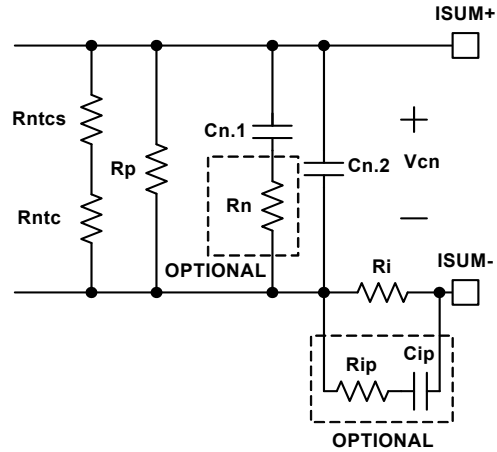 ISUM+
Rntcs
Cn.1
Rp
Cn.2
+
Vcn
−
Rntc
Rn
OPTIONAL
Ri
ISUM-
Rip
Cip
OPTIONAL